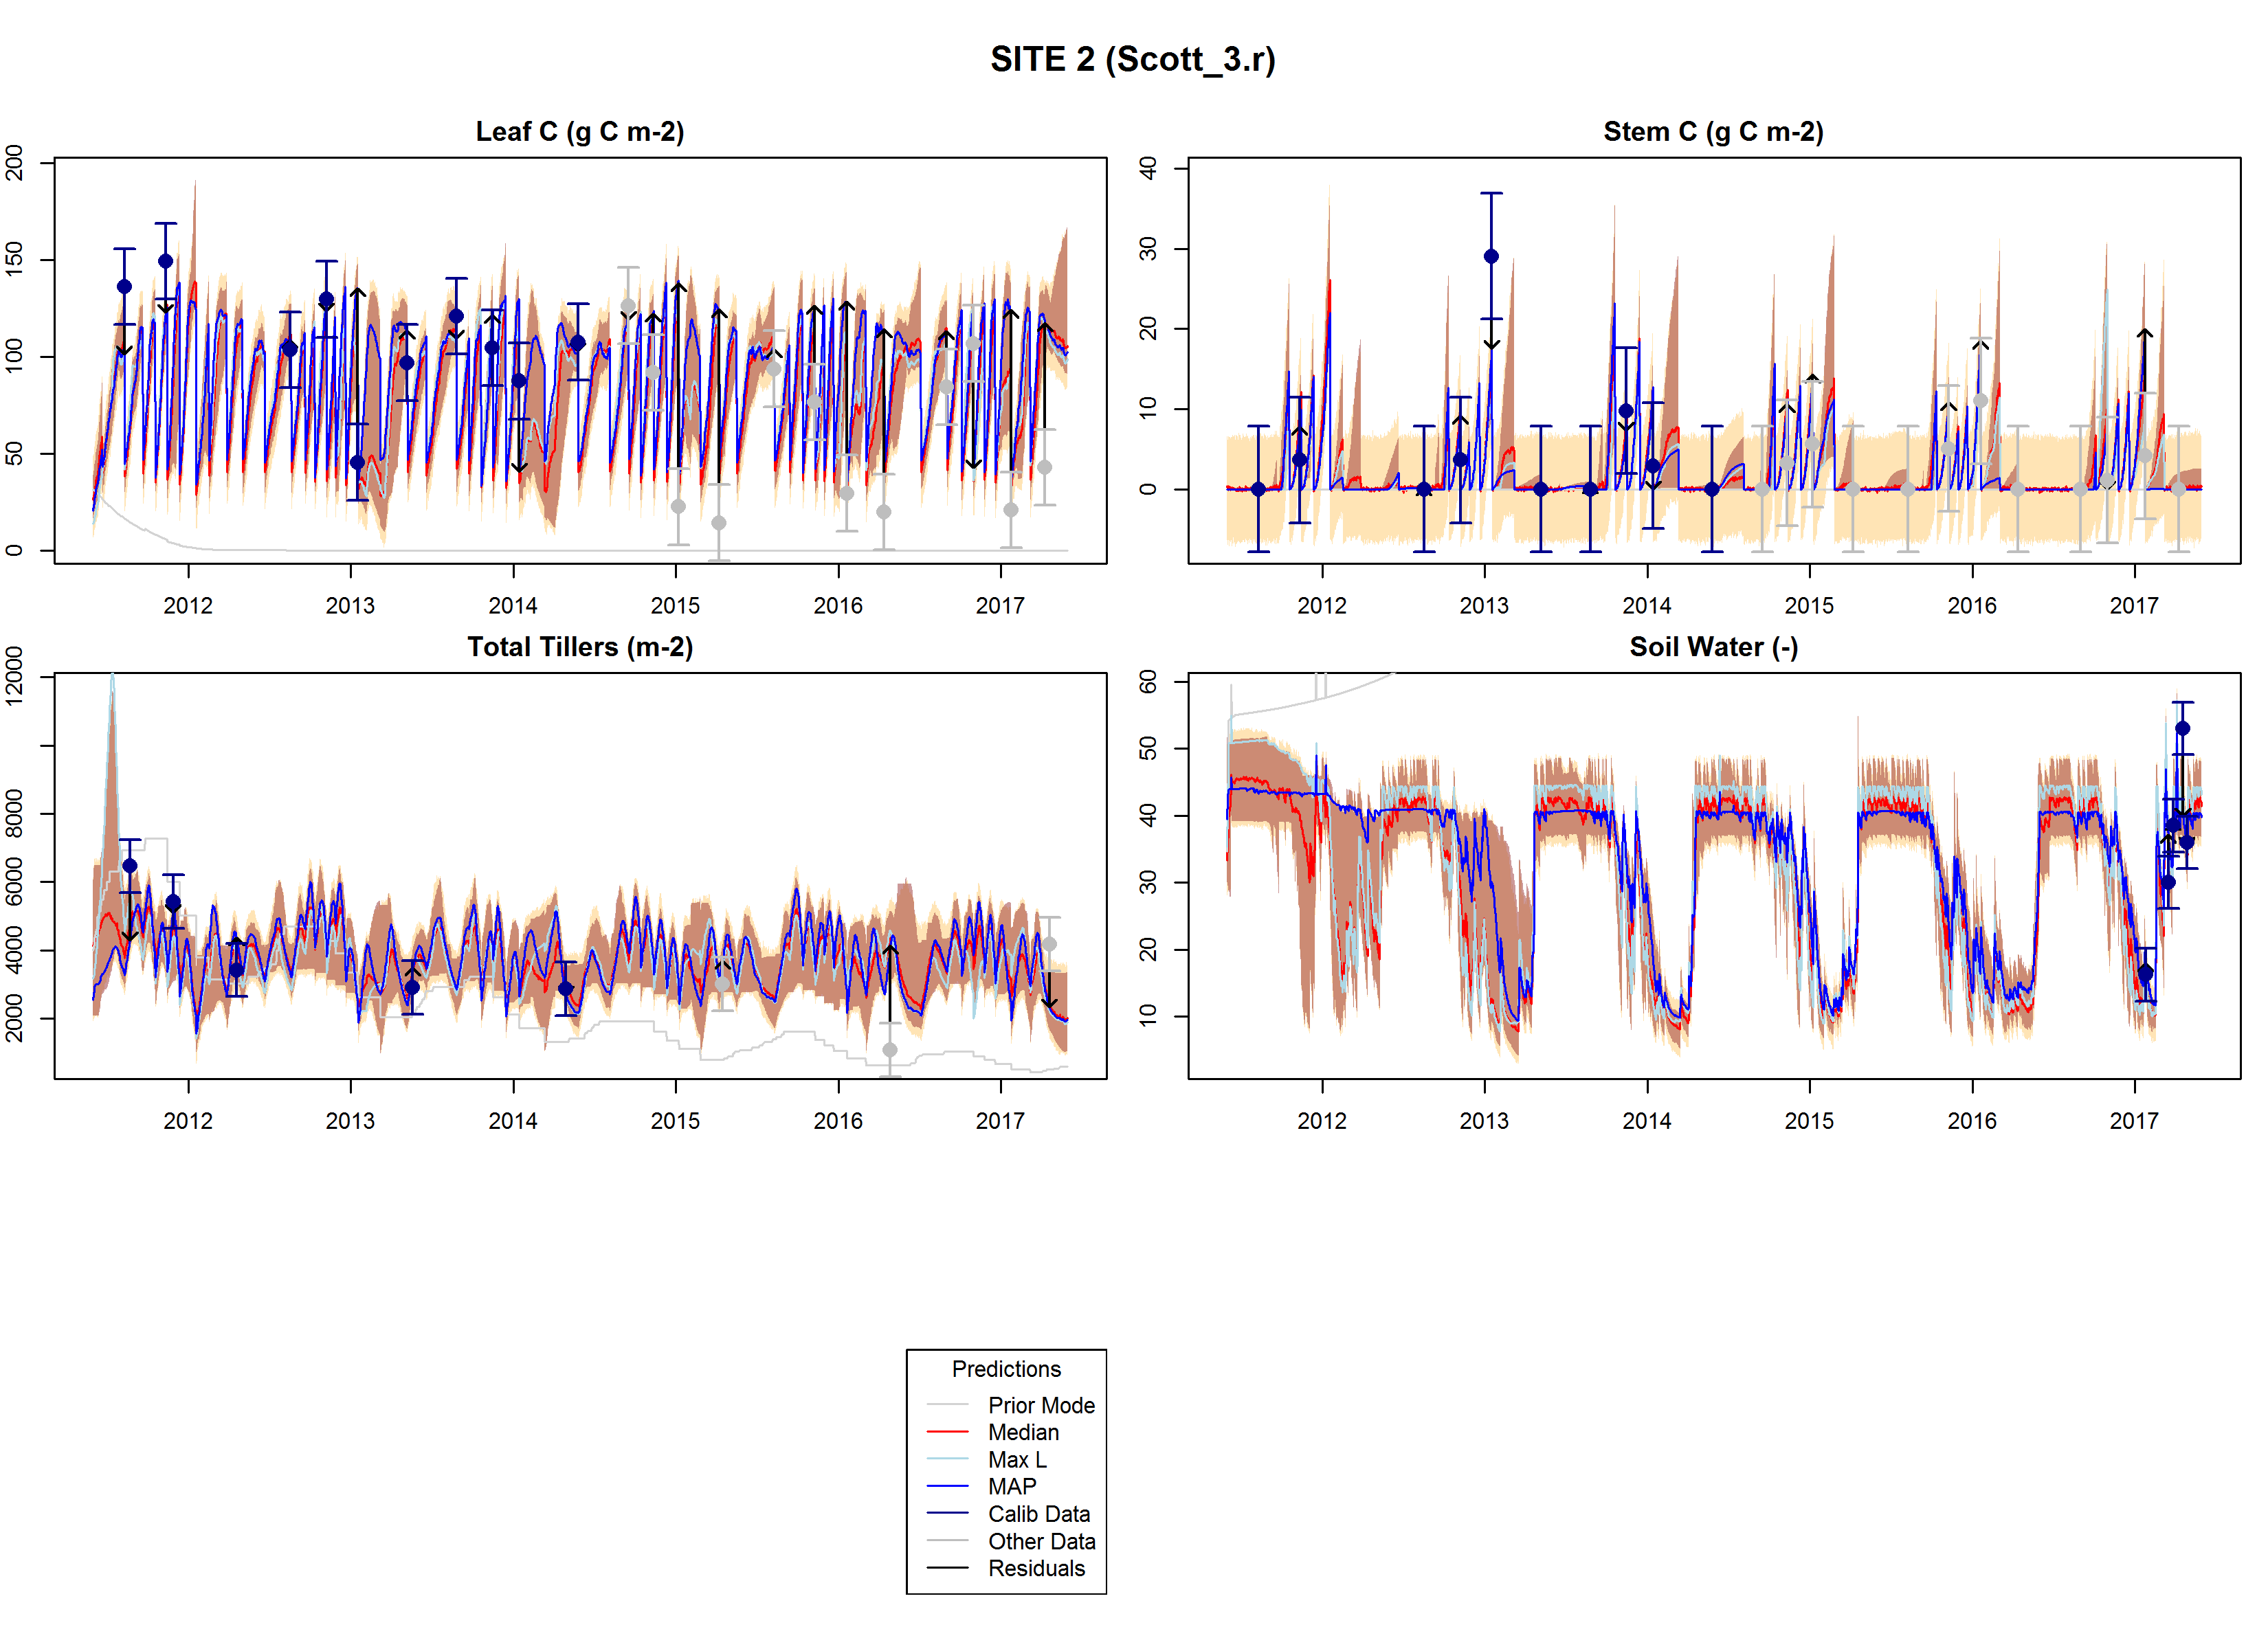 SITE 2 (Scott_3.r)
Leaf C (g C m-2)
200
150
100
50
0
2012 2013 2014 2015 2016 2017
Stem C (g C m-2)
40
30
20
10
0
2012 2013 2014 2015 2016 2017
Total Tillers (m-2)
12000
8000
6000
4000
2000
2012 2013 2014 2015 2016 2017
Soil Water (-)
60
50
40
30
20
10
2012 2013 2014 2015 2016 2017
Predictions
Prior Mode
Median
Max L
MAP
Calib Data
Other Data
Residuals